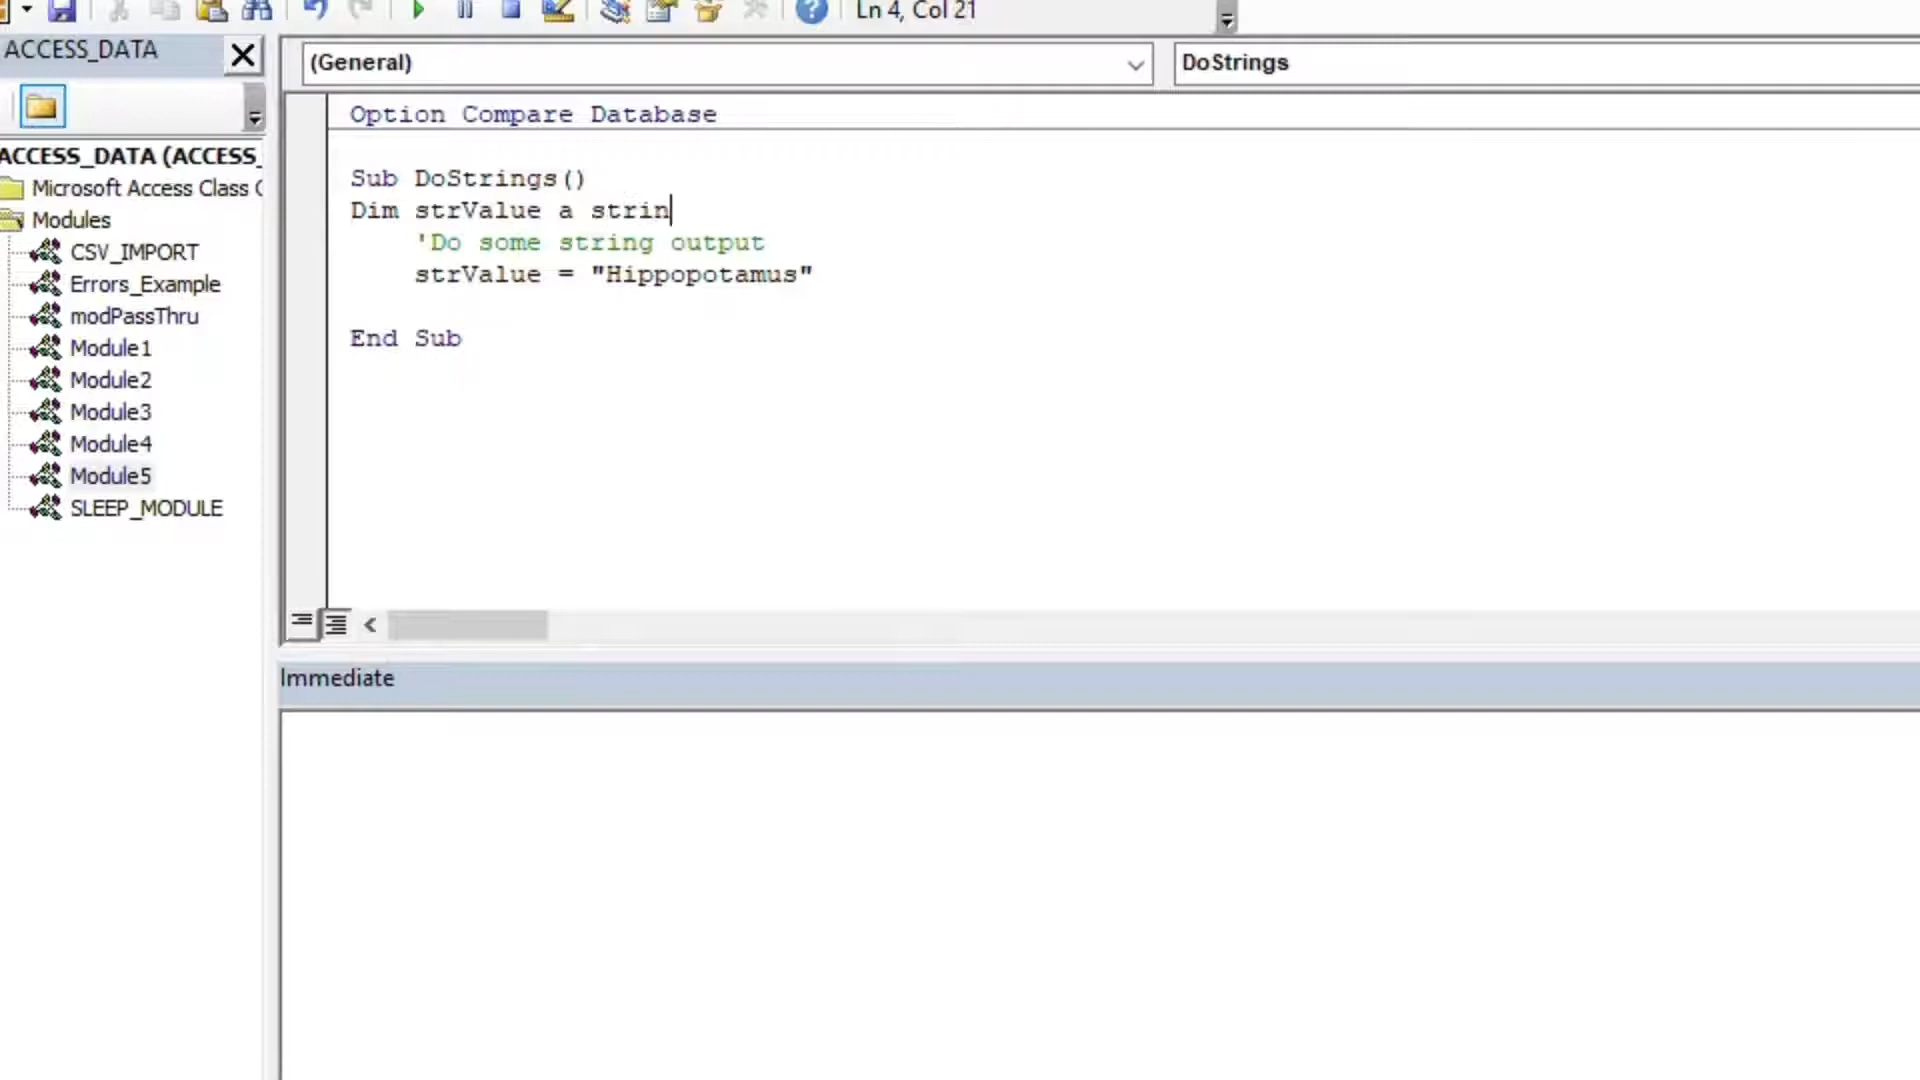 Ln 4, Col 21
ACCESS_DATA
(General)
DoStrings
ACCESS_DATA (ACCESS_
Microsoft Access Class
Modules
CSV_IMPORT
Errors_Example
modPassThru
Module1
Module2
Module3
Module4
Module5
SLEEP_MODULE
Option Compare Database
Sub DoStrings()
Dim strValue a strin
'Do some string output
strValue = "Hippopotamus"
End Sub
Immediate